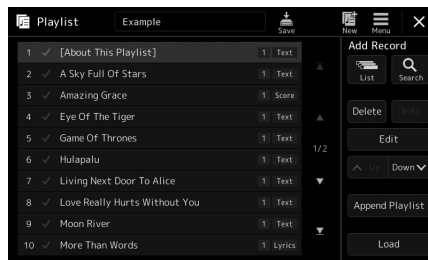 Playlist Example Save New Menu
1 [About This Playlist] 1 Text
2 A Sky Full Of Stars 1 Text
3 Amazing Grace 1 Score
4 Eye Of The Tiger 1 Text
5 Game Of Thrones 1 Text
6 Hulapalu 1 Text
7 Living Next Door To Alice 1 Text
8 Love Really Hurts Without You 1 Text
9 Moon River 1 Text
10 More Than Words 1 Lyrics
1/2
Add Record
List Search
Delete Info
Edit
Up Down
Append Playlist
Load